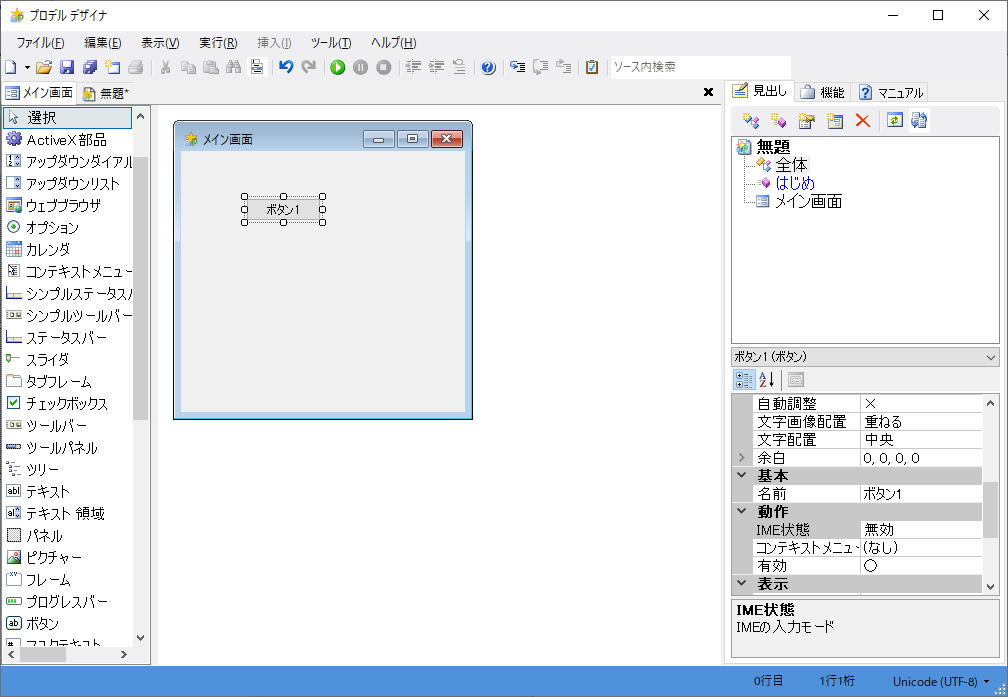 プロデル デザイナ
ファイル(F) 編集(E) 表示(V) 実行(R) 挿入(I) ツール(T) ヘルプ(H)
ソース内検索
メイン画面 無題*
選択
ActiveX部品
アップダウンダイアル
アップダウンリスト
ウェブブラウザ
オプション
カレンダ
コンテキストメニュー
シンプルステータスバ
シンプルツールバー
ステータスバー
スライダ
タブフレーム
チェックボックス
ツールバー
ツールパネル
ツリー
テキスト
テキスト 領域
パネル
ピクチャー
フレーム
プログレスバー
ボタン
マスクテキスト
メイン画面
ボタン1
見出し 機能 マニュアル
無題
全体
はじめ
メイン画面
ボタン1 (ボタン)
自動調整 ×
文字画像配置 重ねる
文字配置 中央
余白 0, 0, 0, 0
基本
名前 ボタン1
動作
IME状態 無効
コンテキストメニュー (なし)
有効 ○
表示
IME状態
IMEの入力モード
0行目 1行1桁 Unicode (UTF-8)